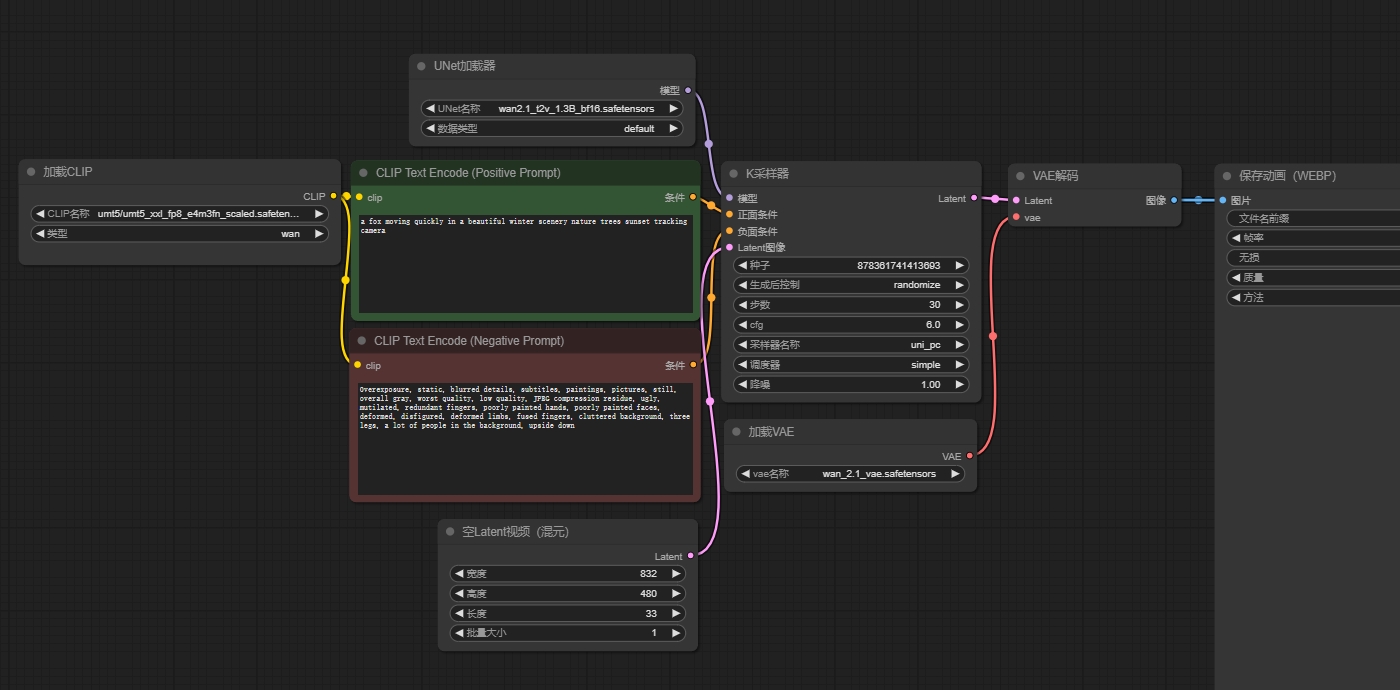 UNet加载器
模型
UNet名称 wan2.1_t2v_1.3B_bf16.safetensors
数据类型 default
加载CLIP
CLIP
CLIP名称 umt5/umt5_xxl_fp8_e4m3fn_scaled.safeten...
类型 wan
CLIP Text Encode (Positive Prompt)
clip 条件
a fox moving quickly in a beautiful winter scenery nature trees sunset tracking
camera
CLIP Text Encode (Negative Prompt)
clip 条件
Overexposure, static, blurred details, subtitles, paintings, pictures, still,
overall gray, worst quality, low quality, JPEG compression residue, ugly,
mutilated, redundant fingers, poorly painted hands, poorly painted faces,
deformed, disfigured, deformed limbs, fused fingers, cluttered background, three
legs, a lot of people in the background, upside down
空Latent视频（混元）
Latent
宽度 832
高度 480
长度 33
批量大小 1
K采样器
模型 Latent
正面条件
负面条件
Latent图像
种子 878361741413693
生成后控制 randomize
步数 30
cfg 6.0
采样器名称 uni_pc
调度器 simple
降噪 1.00
加载VAE
VAE
vae名称 wan_2.1_vae.safetensors
VAE解码
Latent 图像
vae
保存动画（WEBP）
图片
文件名前缀
帧率
无损
质量
方法